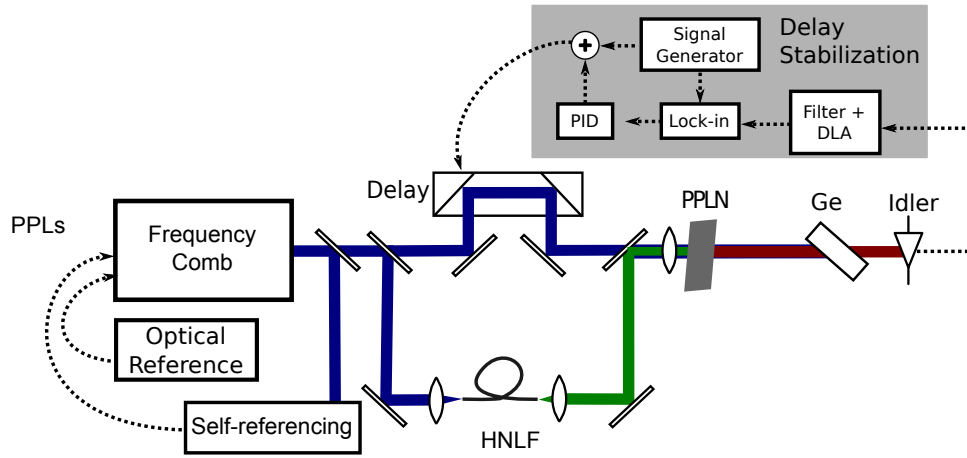 Signal
Generator
Delay
Stabilization
+
PID
Lock-in
Filter +
DLA
Delay
PPLN
Ge
Idler
PPLs
Frequency
Comb
Optical
Reference
Self-referencing
HNLF